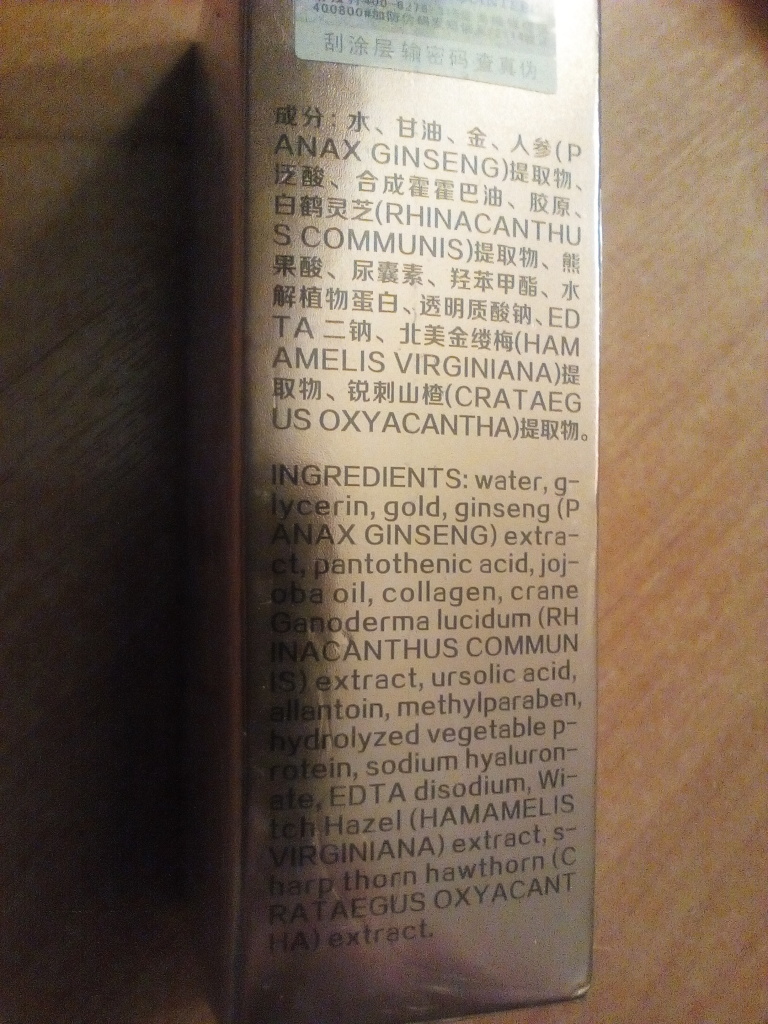 刮涂层 输密码 查真伪
成分: 水、甘油、金、人参(P
ANAX GINSENG)提取物、
泛酸、合成霍霍巴油、胶原、
白鹤灵芝(RHINACANTHU
S COMMUNIS)提取物、熊
果酸、尿囊素、羟苯甲酯、水
解植物蛋白、透明质酸钠、ED
TA 二钠、北美金缕梅(HAM
AMELIS VIRGINIANA)提
取物、锐刺山楂(CRATAEG
US OXYACANTHA)提取物。
INGREDIENTS: water, g-
lycerin, gold, ginseng (P
ANAX GINSENG) extra-
ct, pantothenic acid, joj-
oba oil, collagen, crane
Ganoderma lucidum (RH
INACANTHUS COMMUN
IS) extract, ursolic acid,
allantoin, methylparaben,
hydrolyzed vegetable p-
rotein, sodium hyaluron-
ate, EDTA disodium, Wi-
tch Hazel (HAMAMELIS
VIRGINIANA) extract, s-
harp thorn hawthorn (C
RATAEGUS OXYACANT
HA) extract.